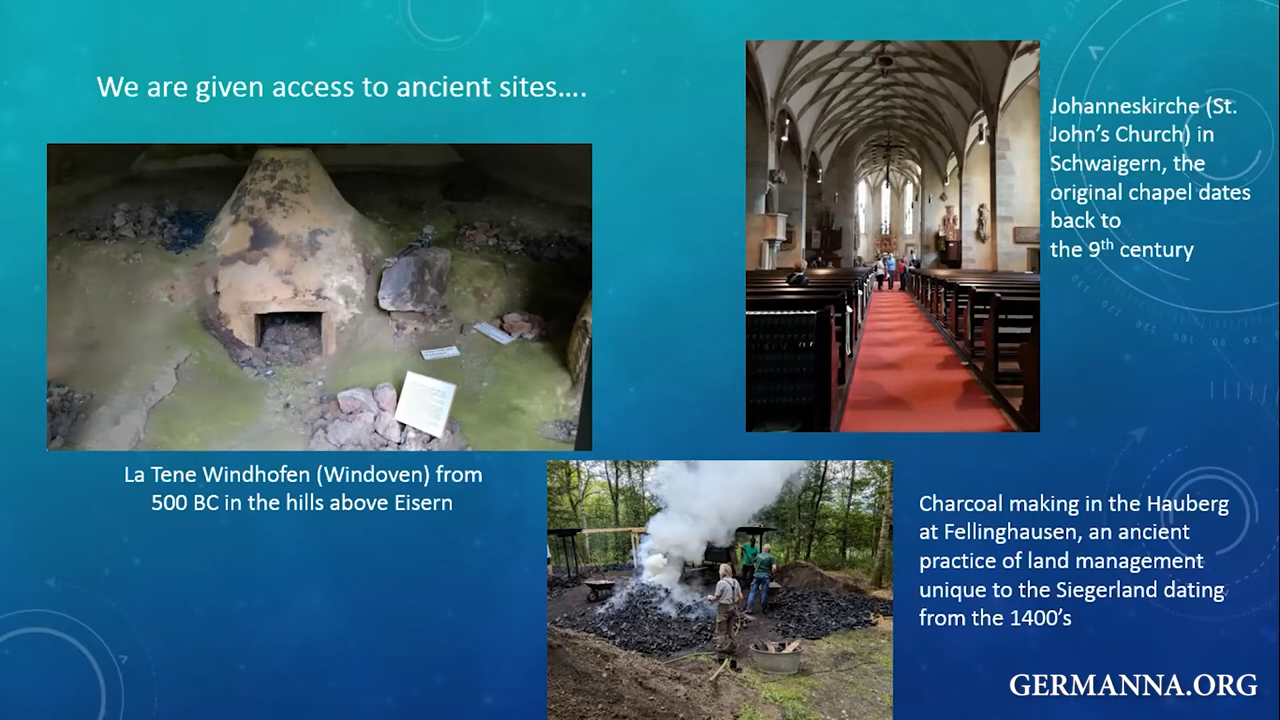 We are given access to ancient sites....
Johanneskirche (St.
John's Church) in
Schwaigern, the
original chapel dates
back to
the 9th century
La Tene Windhofen (Windoven) from
500 BC in the hills above Eisern
Charcoal making in the Hauberg
at Fellinghausen, an ancient
practice of land management
unique to the Siegerland dating
from the 1400's
GERMANNA.ORG